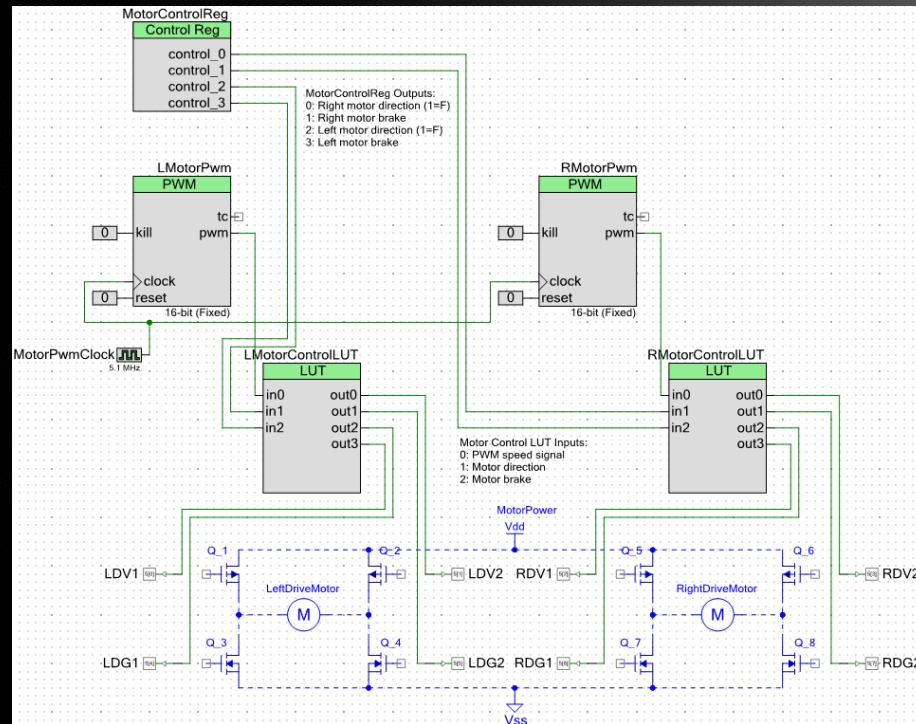 MotorControlReg
Control Reg
control_0
control_1
control_2
control_3
MotorControlReg Outputs:
0: Right motor direction (1=F)
1: Right motor brake
2: Left motor direction (1=F)
3: Left motor brake
LMotorPwm
PWM
tc
0
kill
pwm
clock
0
reset
16-bit (Fixed)
RMotorPwm
PWM
tc
0
kill
pwm
clock
0
reset
16-bit (Fixed)
MotorPwmClock
5.1 MHz
LMotorControlLUT
LUT
in0 out0
in1 out1
in2 out2
out3
RMotorControlLUT
LUT
in0 out0
in1 out1
in2 out2
out3
Motor Control LUT Inputs:
0: PWM speed signal
1: Motor direction
2: Motor brake
MotorPower
Vdd
Q_1
Q_2
Q_5
Q_6
LDV1
LDV2
RDV1
RDV2
LeftDriveMotor
M
RightDriveMotor
M
Q_3
Q_4
Q_7
Q_8
LDG1
LDG2
RDG1
RDG2
Vss